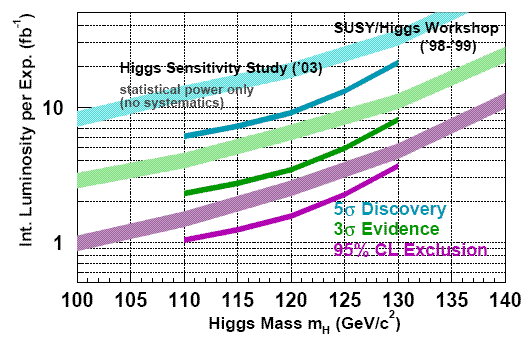 SUSY/Higgs Workshop
(`98-`99)
Higgs Sensitivity Study (`03)
statistical power only
(no systematics)
Int. Luminosity per Exp. (fb⁻¹)
10
1
5σ Discovery
3σ Evidence
95% CL Exclusion
100 105 110 115 120 125 130 135 140
Higgs Mass m_H (GeV/c²)